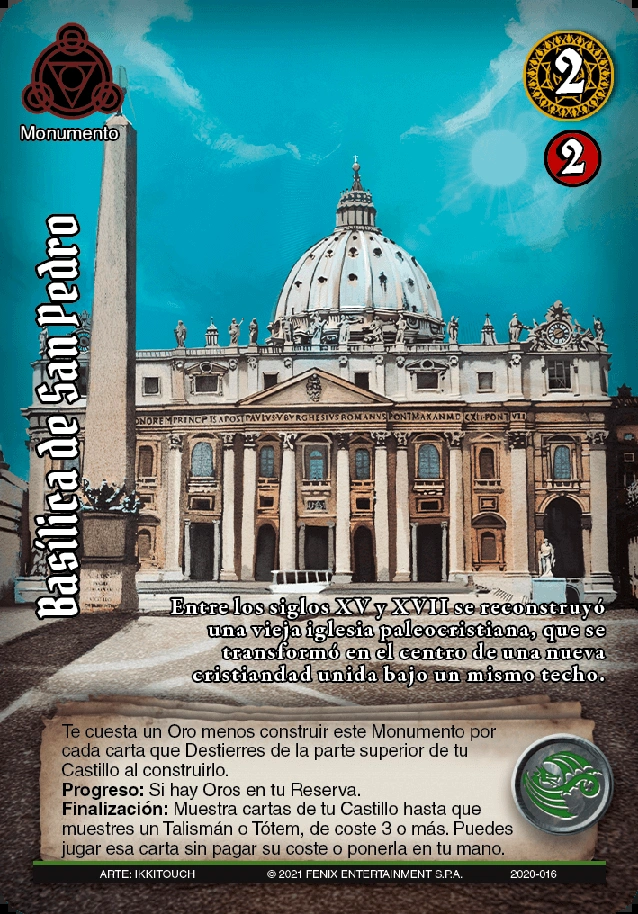 2
Monumento
2
Basílica de San Pedro
Entre los siglos XV y XVII se reconstruyó
una vieja iglesia paleocristiana, que se
transformó en el centro de una nueva
cristiandad unida bajo un mismo techo.
Te cuesta un Oro menos construir este Monumento por
cada carta que Destierres de la parte superior de tu
Castillo al construirlo.
Progreso: Si hay Oros en tu Reserva.
Finalización: Muestra cartas de tu Castillo hasta que
muestres un Talismán o Tótem, de coste 3 o más. Puedes
jugar esa carta sin pagar su coste o ponerla en tu mano.
ARTE: IKKITOUCH © 2021 FENIX ENTERTAINMENT S.P.A. 2020-016